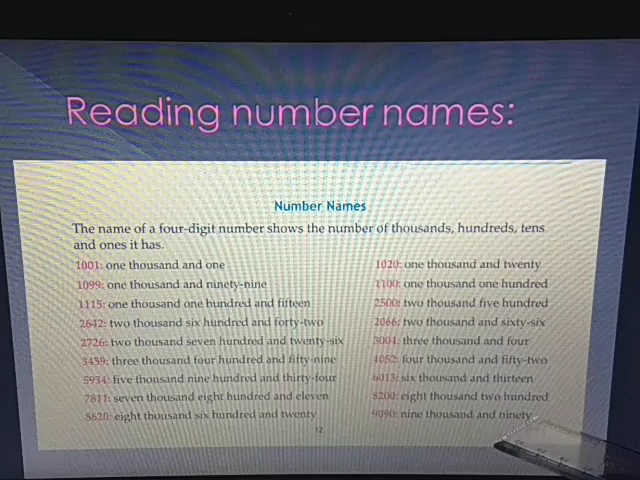 Reading number names:
Number Names
The name of a four-digit number shows the number of thousands, hundreds, tens
and ones it has.
1001: one thousand and one
1099: one thousand and ninety-nine
1115: one thousand one hundred and fifteen
2642: two thousand six hundred and forty-two
2726: two thousand seven hundred and twenty-six
3459: three thousand four hundred and fifty-nine
5934: five thousand nine hundred and thirty-four
7811: seven thousand eight hundred and eleven
8620: eight thousand six hundred and twenty
1020: one thousand and twenty
1100: one thousand one hundred
2500: two thousand five hundred
2066: two thousand and sixty-six
3004: three thousand and four
4052: four thousand and fifty-two
6013: six thousand and thirteen
8200: eight thousand two hundred
9090: nine thousand and ninety
12